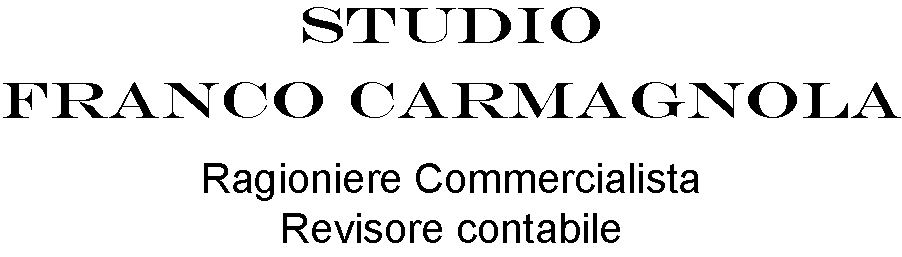 STUDIO
FRANCO CARMAGNOLA
Ragioniere Commercialista
Revisore contabile